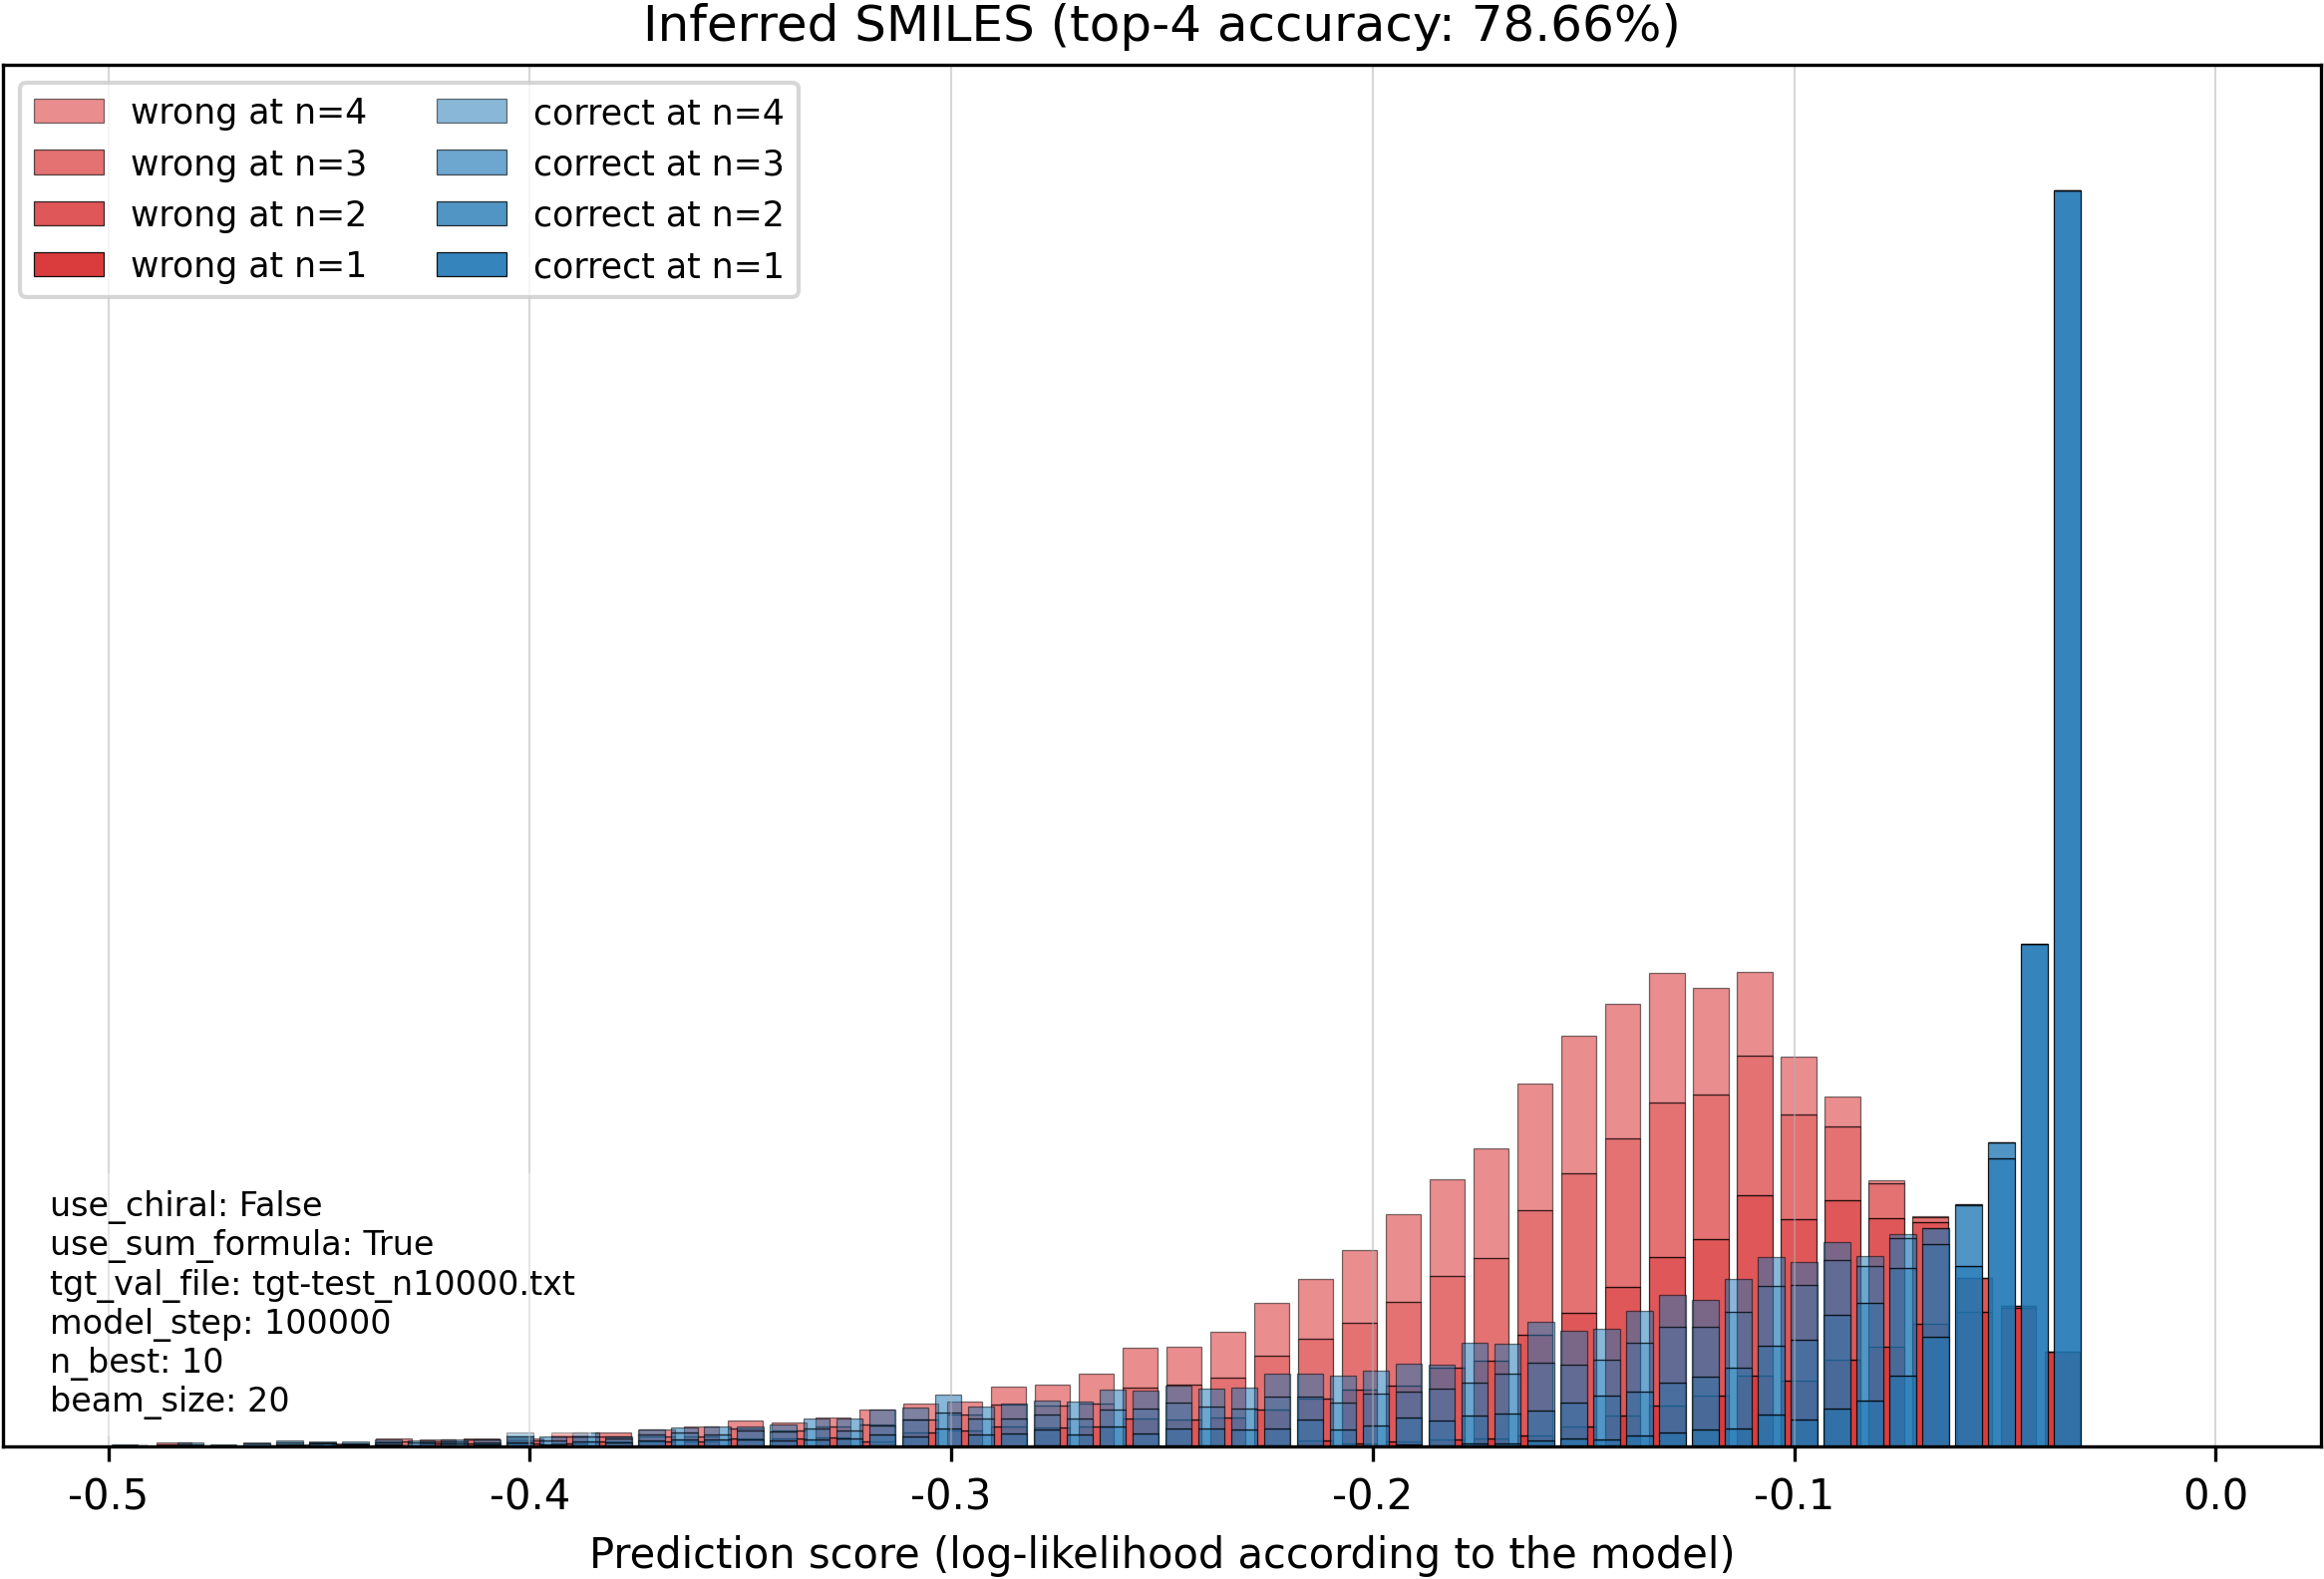 Inferred SMILES (top-4 accuracy: 78.66%)
wrong at n=4
wrong at n=3
wrong at n=2
wrong at n=1
correct at n=4
correct at n=3
correct at n=2
correct at n=1
use_chiral: False
use_sum_formula: True
tgt_val_file: tgt-test_n10000.txt
model_step: 100000
n_best: 10
beam_size: 20
-0.5 -0.4 -0.3 -0.2 -0.1 0.0
Prediction score (log-likelihood according to the model)